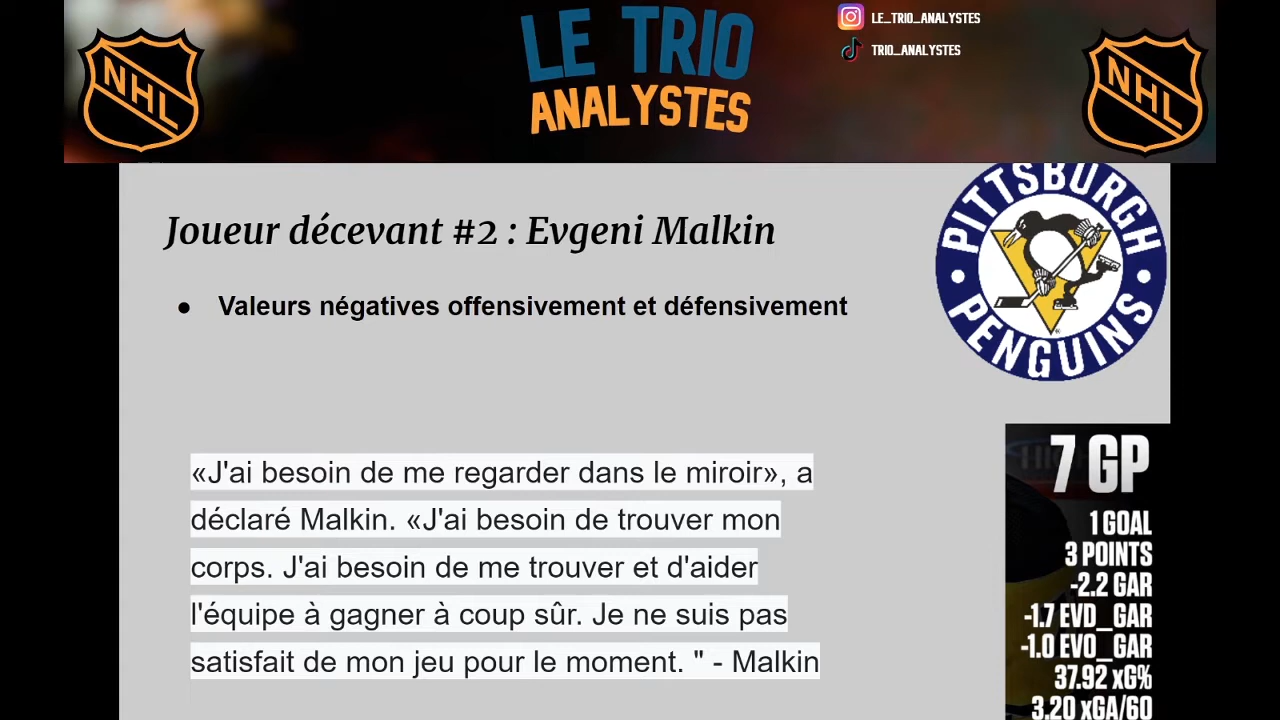 LE TRIO
ANALYSTES
LE_TRIO_ANALYSTES
TRIO_ANALYSTES
NHL
NHL
Joueur décevant #2 : Evgeni Malkin
● Valeurs négatives offensivement et défensivement
PITTSBURGH
PENGUINS
«J'ai besoin de me regarder dans le miroir», a
déclaré Malkin. «J'ai besoin de trouver mon
corps. J'ai besoin de me trouver et d'aider
l'équipe à gagner à coup sûr. Je ne suis pas
satisfait de mon jeu pour le moment. " - Malkin
7 GP
1 GOAL
3 POINTS
-2.2 GAR
-1.7 EVD_GAR
-1.0 EVO_GAR
37.92 xG%
3.20 xGA/60